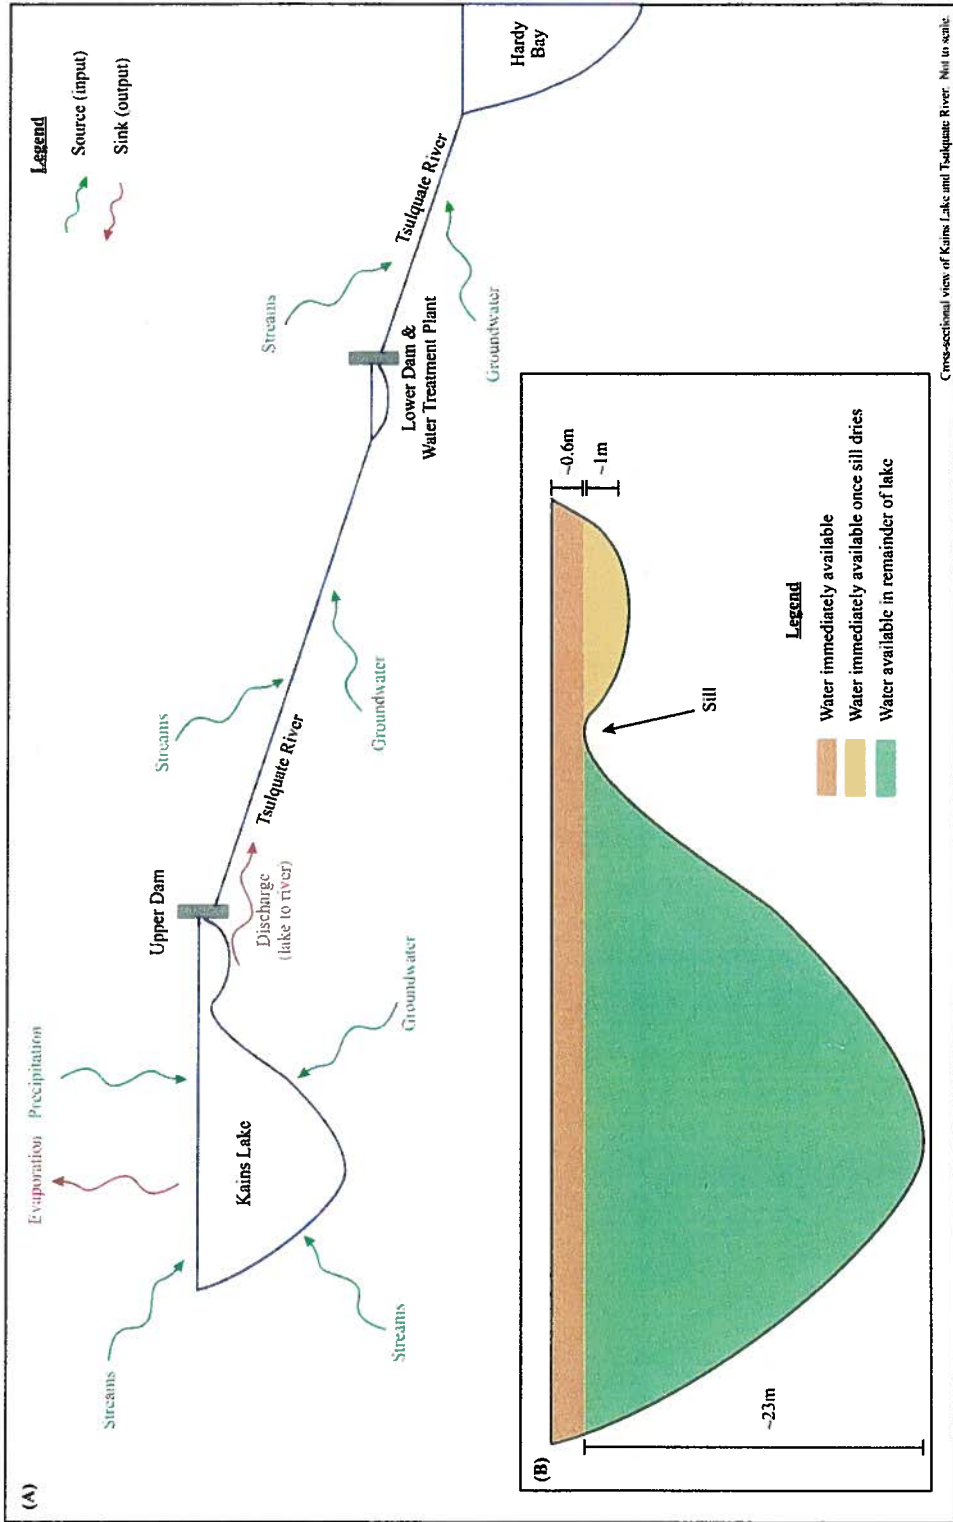 (A)
Legend
Source (input)
Sink (output)
Evaporation
Precipitation
Streams
Streams
Groundwater
Kains Lake
Upper Dam
Discharge
(lake to river)
Tsulquate River
Streams
Groundwater
Lower Dam &
Water Treatment Plant
Streams
Tsulquate River
Groundwater
Hardy
Bay
(B)
~23m
Sill
~0.6m
~1m
Legend
Water immediately available
Water immediately available once sill dries
Water available in remainder of lake
Cross-sectional view of Kains Lake and Tsulquate River. Not to scale.